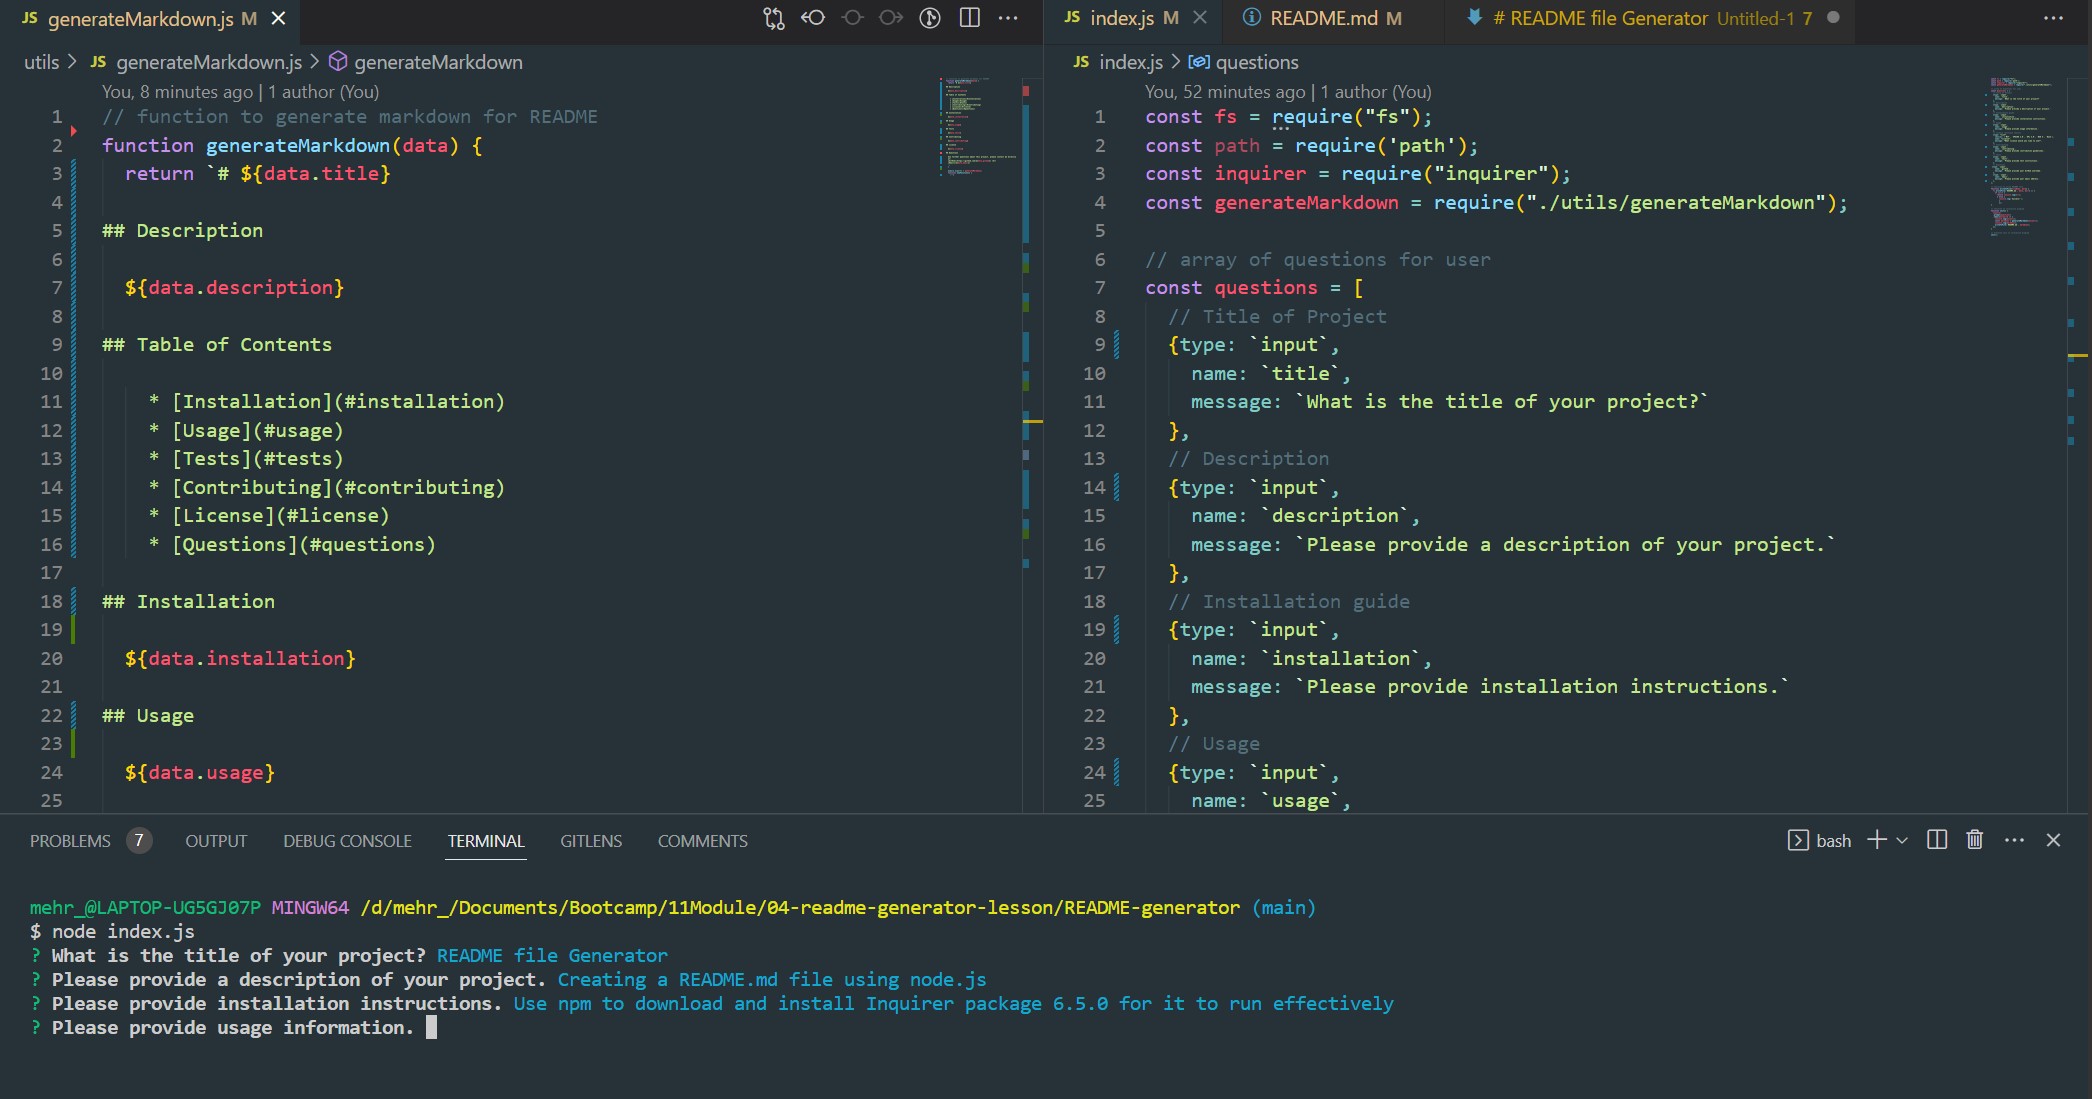 JS generateMarkdown.js M
utils > JS generateMarkdown.js > generateMarkdown
You, 8 minutes ago | 1 author (You)
1 // function to generate markdown for README
2 function generateMarkdown(data) {
3 return `# ${data.title}
4
5 ## Description
6
7 ${data.description}
8
9 ## Table of Contents
10
11 * [Installation](#installation)
12 * [Usage](#usage)
13 * [Tests](#tests)
14 * [Contributing](#contributing)
15 * [License](#license)
16 * [Questions](#questions)
17
18 ## Installation
19
20 ${data.installation}
21
22 ## Usage
23
24 ${data.usage}
25
JS index.js M README.md M # README file Generator Untitled-1 7
JS index.js > questions
You, 52 minutes ago | 1 author (You)
1 const fs = require("fs");
2 const path = require('path');
3 const inquirer = require("inquirer");
4 const generateMarkdown = require("./utils/generateMarkdown");
5
6 // array of questions for user
7 const questions = [
8 // Title of Project
9 {type: `input`,
10 name: `title`,
11 message: `What is the title of your project?`
12 },
13 // Description
14 {type: `input`,
15 name: `description`,
16 message: `Please provide a description of your project.`
17 },
18 // Installation guide
19 {type: `input`,
20 name: `installation`,
21 message: `Please provide installation instructions.`
22 },
23 // Usage
24 {type: `input`,
25 name: `usage`,
PROBLEMS 7 OUTPUT DEBUG CONSOLE TERMINAL GITLENS COMMENTS bash
mehr_@LAPTOP-UG5GJ07P MINGW64 /d/mehr_/Documents/Bootcamp/11Module/04-readme-generator-lesson/README-generator (main)
$ node index.js
? What is the title of your project? README file Generator
? Please provide a description of your project. Creating a README.md file using node.js
? Please provide installation instructions. Use npm to download and install Inquirer package 6.5.0 for it to run effectively
? Please provide usage information.